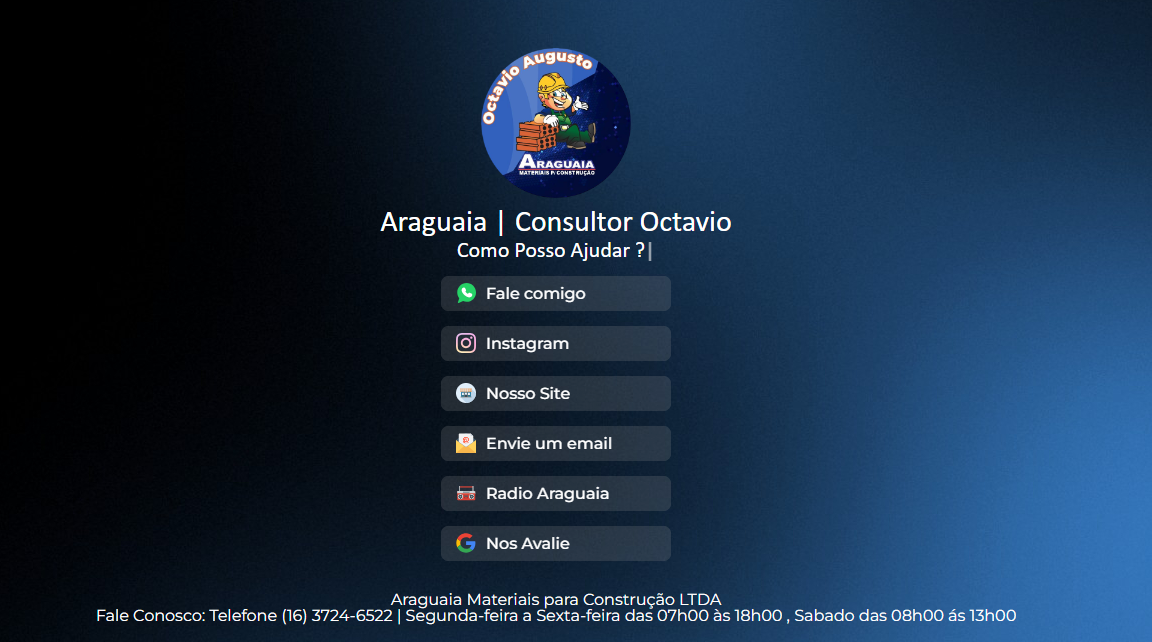 Octavio Augusto
ARAGUAIA
MATERIAIS P/ CONSTRUÇÃO
Araguaia | Consultor Octavio
Como Posso Ajudar ?|
Fale comigo
Instagram
Nosso Site
Envie um email
Radio Araguaia
Nos Avalie
Araguaia Materiais para Construção LTDA
Fale Conosco: Telefone (16) 3724-6522 | Segunda-feira a Sexta-feira das 07h00 às 18h00 , Sabado das 08h00 ás 13h00